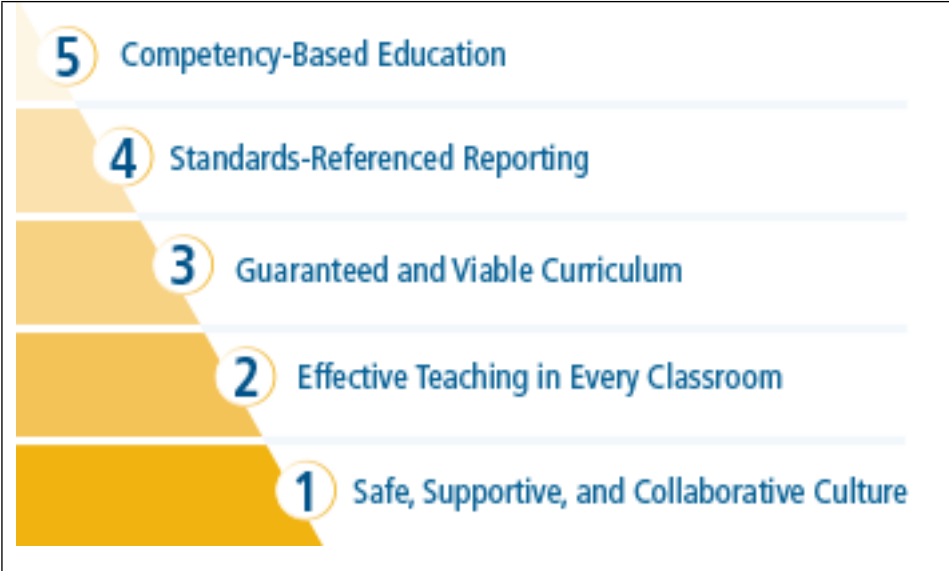 5 Competency-Based Education
4 Standards-Referenced Reporting
3 Guaranteed and Viable Curriculum
2 Effective Teaching in Every Classroom
1 Safe, Supportive, and Collaborative Culture